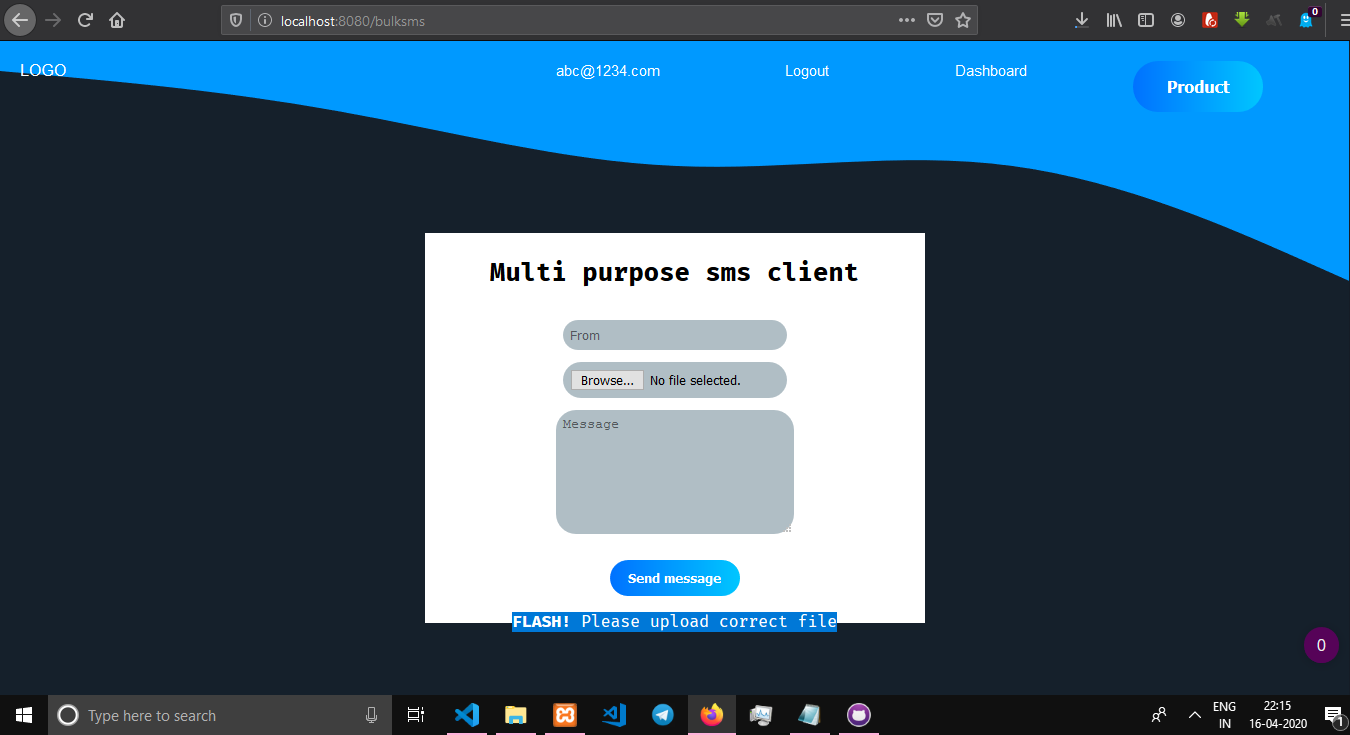 localhost:8080/bulksms
0
LOGO
abc@1234.com
Logout
Dashboard
Product
Multi purpose sms client
From
Browse... No file selected.
Message
Send message
FLASH! Please upload correct file
0
Type here to search
ENG
IN
22:15
16-04-2020
1